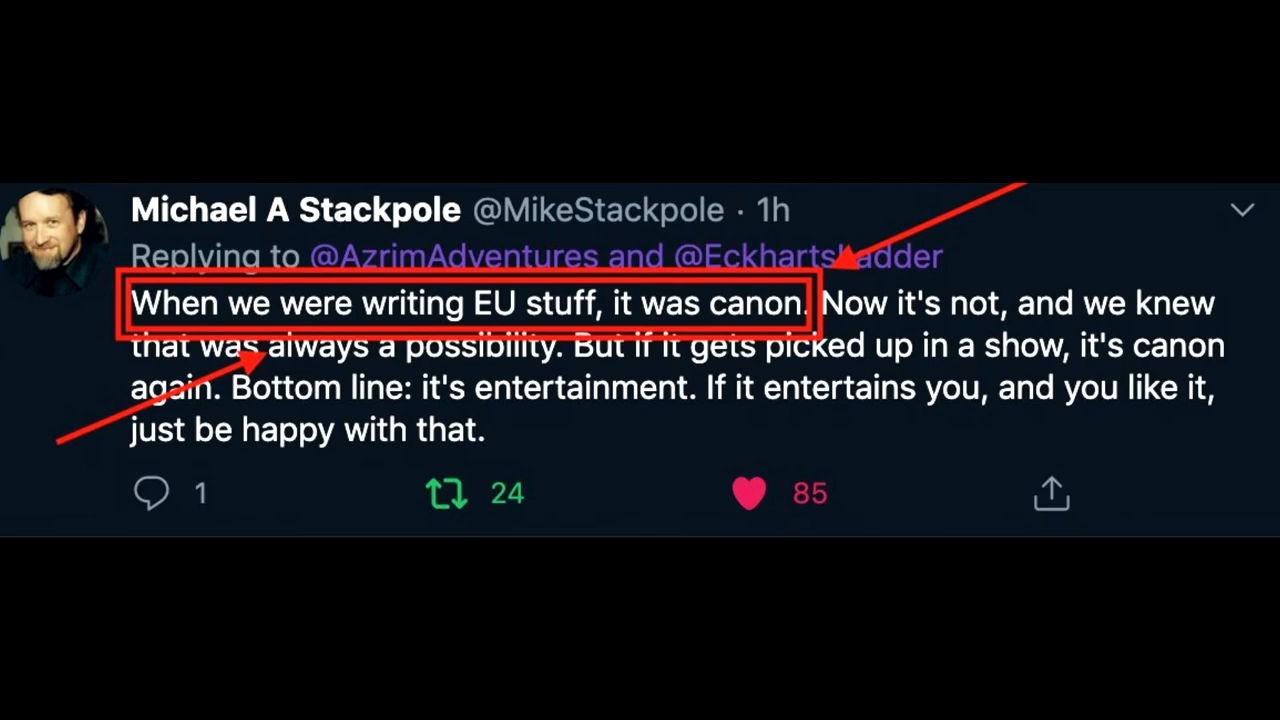 Michael A Stackpole @MikeStackpole · 1h
Replying to @AzrimAdventures and @EckhartsLadder
When we were writing EU stuff, it was canon. Now it's not, and we knew
that was always a possibility. But if it gets picked up in a show, it's canon
again. Bottom line: it's entertainment. If it entertains you, and you like it,
just be happy with that.
1 24 85